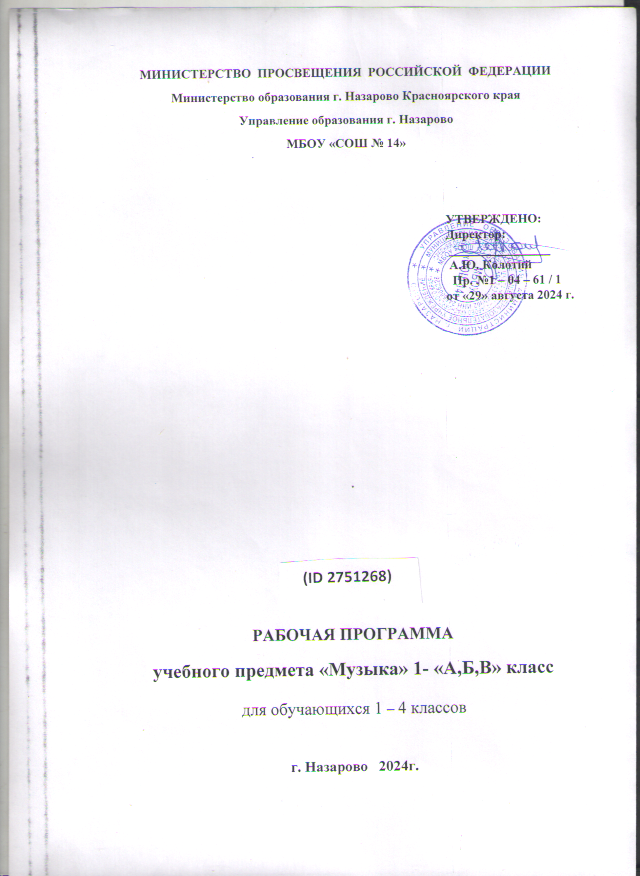 МИНИСТЕРСТВО ПРОСВЕЩЕНИЯ РОССИЙСКОЙ ФЕДЕРАЦИИ
Министерство образования г. Назарово Красноярского края
Управление образования г. Назарово
МБОУ «СОШ № 14»
УТВЕРЖДЕНО:
Директор:
А.Ю. Колотий
Пр. №1 – 04 – 61 / 1
от «29» августа 2024 г.
(ID 2751268)
РАБОЧАЯ ПРОГРАММА
учебного предмета «Музыка» 1- «А,Б,В» класс
для обучающихся 1 – 4 классов
г. Назарово 2024г.